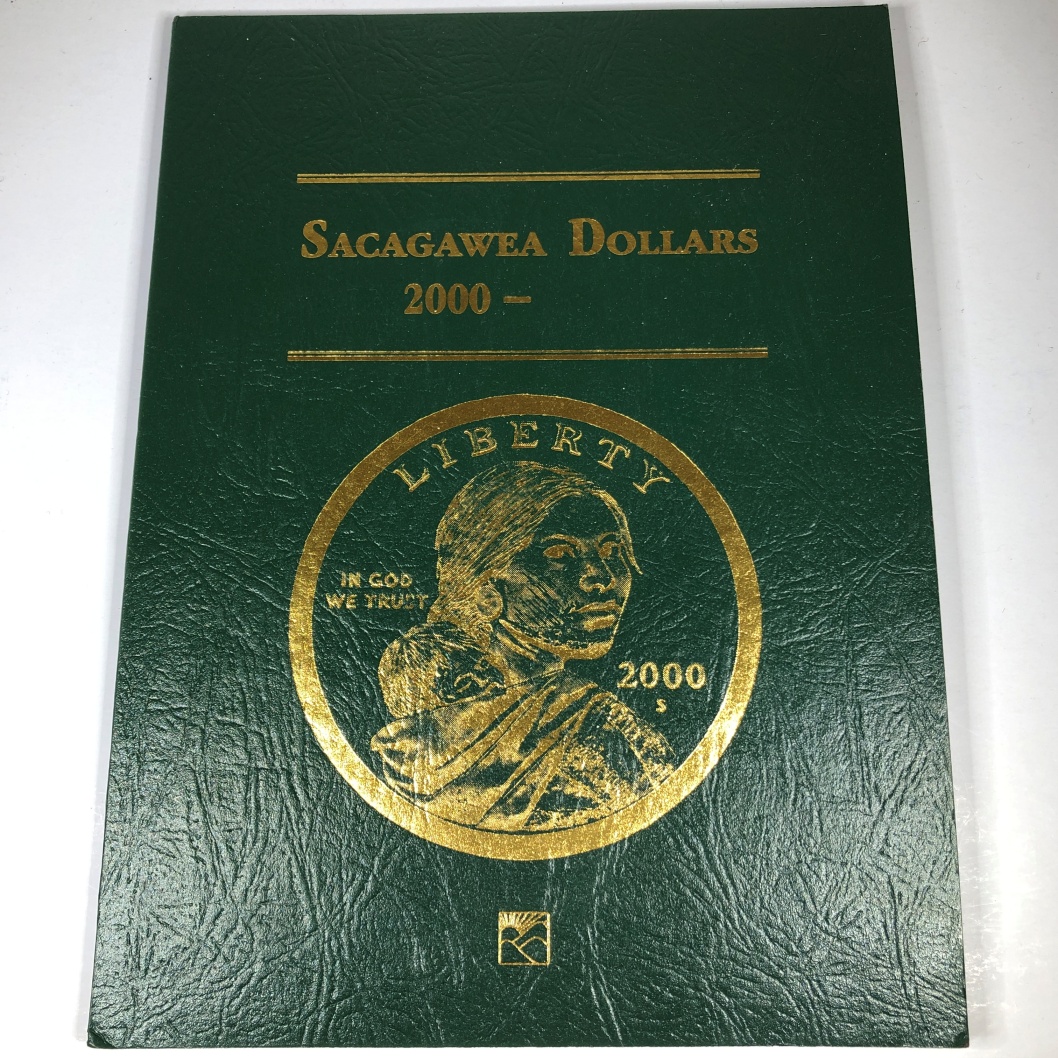 SACAGAWEA DOLLARS
2000 –
LIBERTY
IN GOD
WE TRUST
2000
S